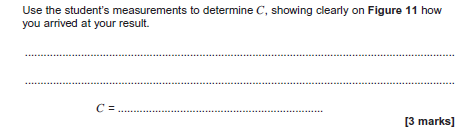 Use the student's measurements to determine C, showing clearly on Figure 11 how
you arrived at your result.
C =
[3 marks]